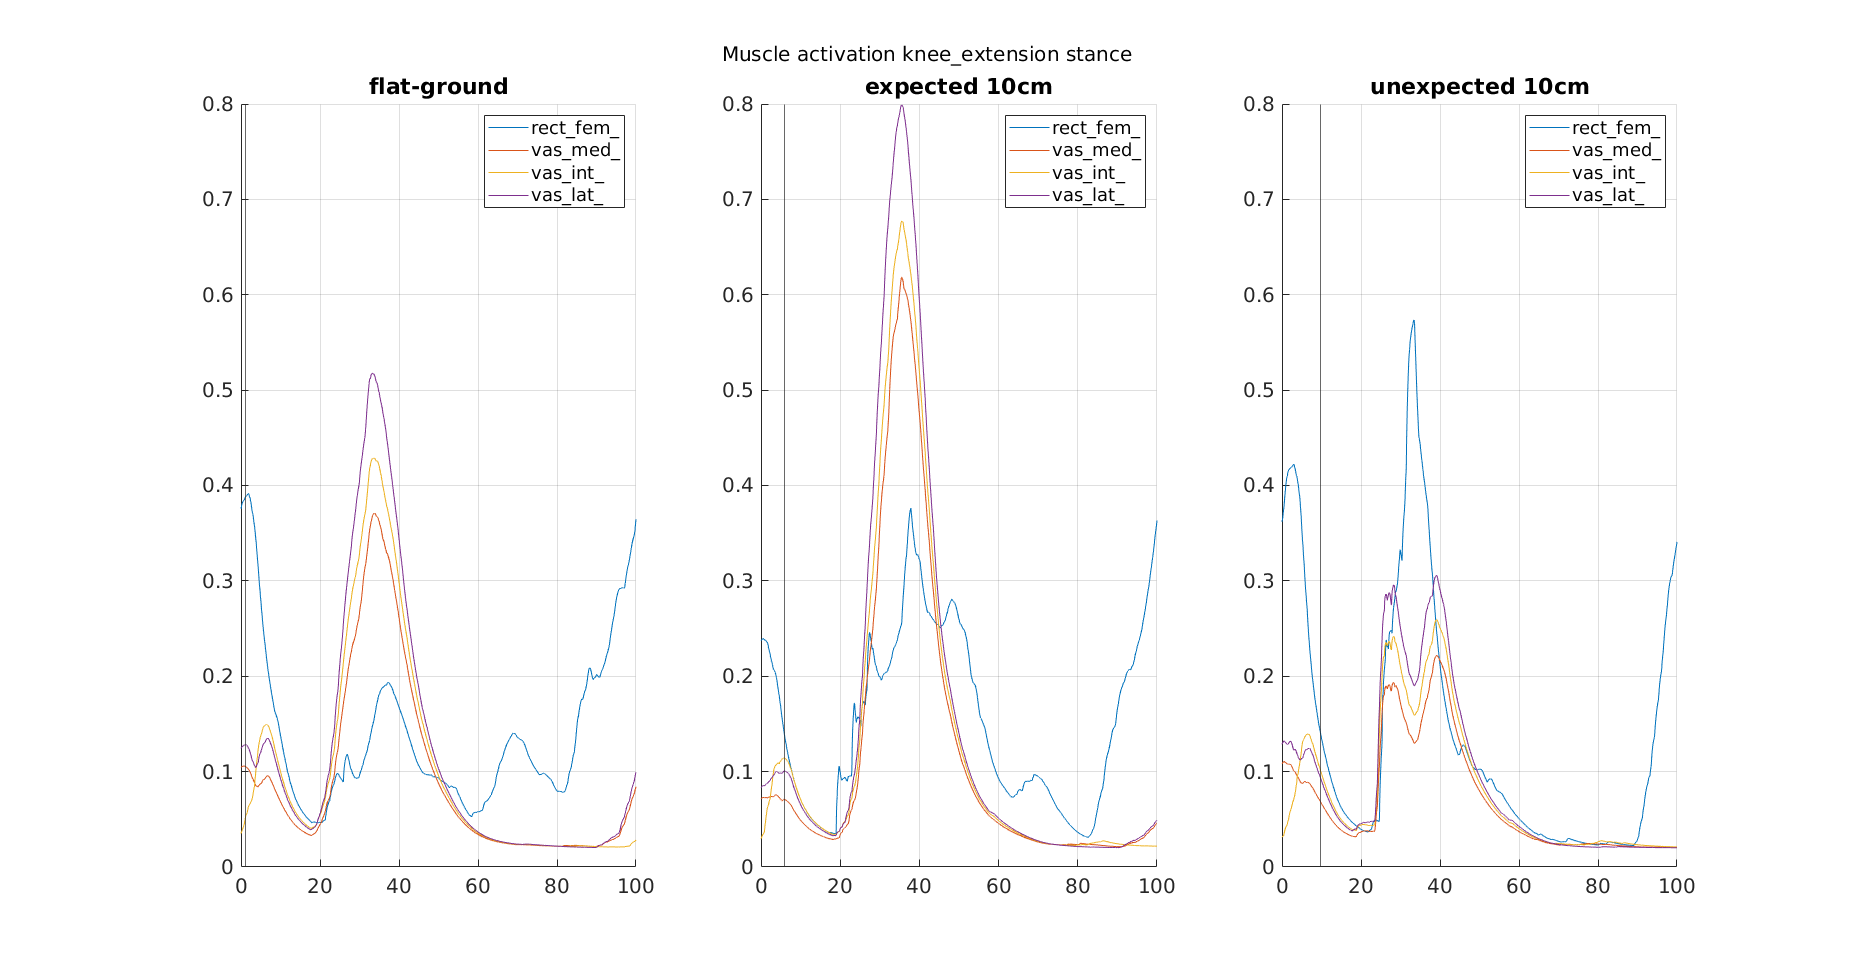 Muscle activation knee_extension stance
flat-ground
expected 10cm
unexpected 10cm
0.8
0.7
0.6
0.5
0.4
0.3
0.2
0.1
0
0 20 40 60 80 100
rect_fem_
vas_med_
vas_int_
vas_lat_
0.8
0.7
0.6
0.5
0.4
0.3
0.2
0.1
0
0 20 40 60 80 100
rect_fem_
vas_med_
vas_int_
vas_lat_
0.8
0.7
0.6
0.5
0.4
0.3
0.2
0.1
0
0 20 40 60 80 100
rect_fem_
vas_med_
vas_int_
vas_lat_